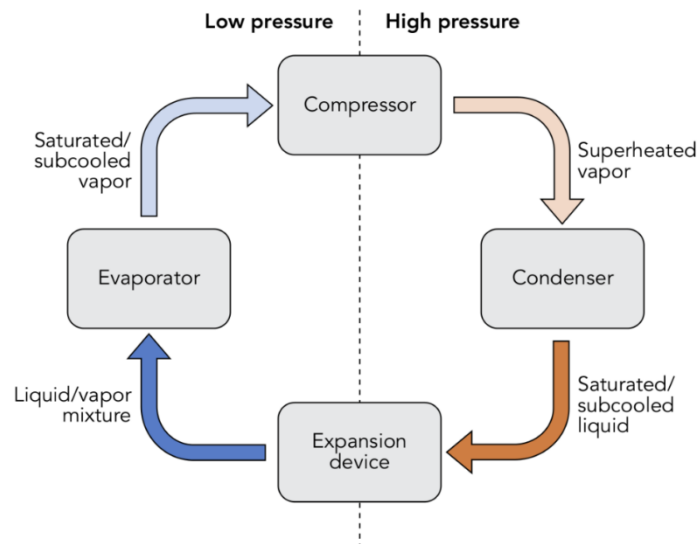 Low pressure
High pressure
Compressor
Saturated/
subcooled
vapor
Superheated
vapor
Evaporator
Condenser
Liquid/vapor
mixture
Saturated/
subcooled
liquid
Expansion
device